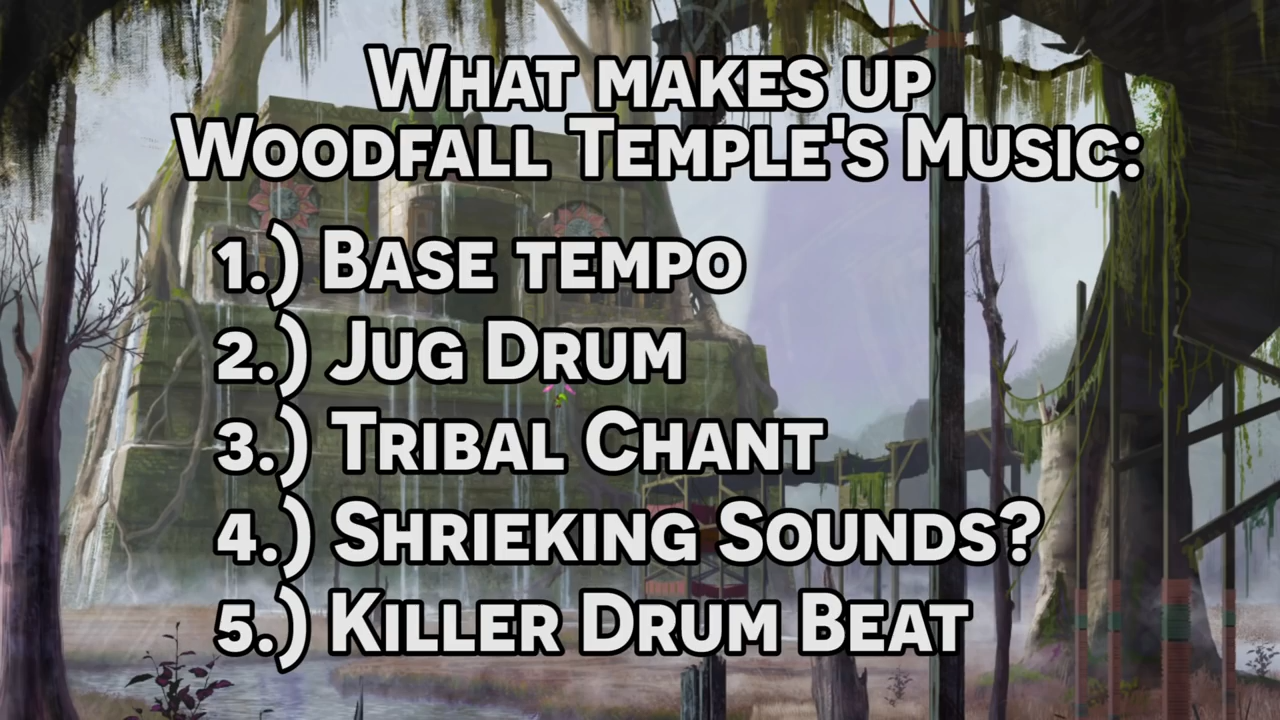 What makes up
Woodfall Temple's Music:
1.) Base tempo
2.) Jug Drum
3.) Tribal Chant
4.) Shrieking Sounds?
5.) Killer Drum Beat